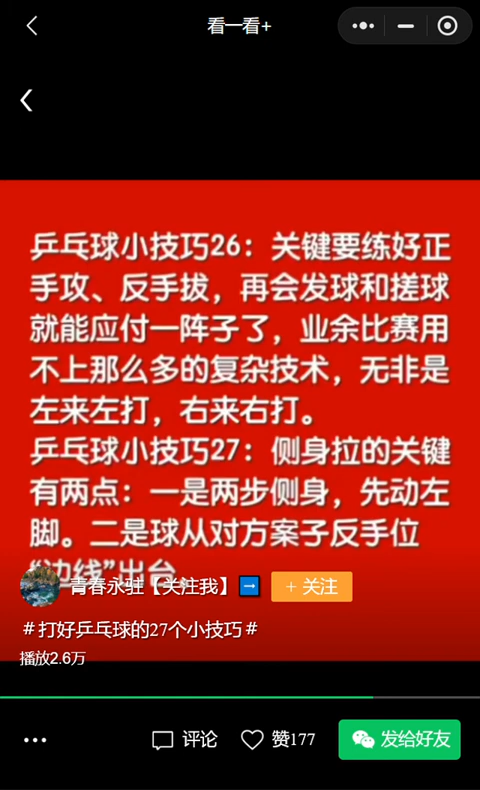 看一看+
乒乓球小技巧26：关键要练好正
手攻、反手拨，再会发球和搓球
就能应付一阵子了，业余比赛用
不上那么多的复杂技术，无非是
左来左打，右来右打。
乒乓球小技巧27：侧身拉的关键
有两点：一是两步侧身，先动左
脚。二是球从对方案子反手位
“边线”出台。
青春永驻【关注我】
+ 关注
#打好乒乓球的27个小技巧#
播放2.6万
评论
赞177
发给好友